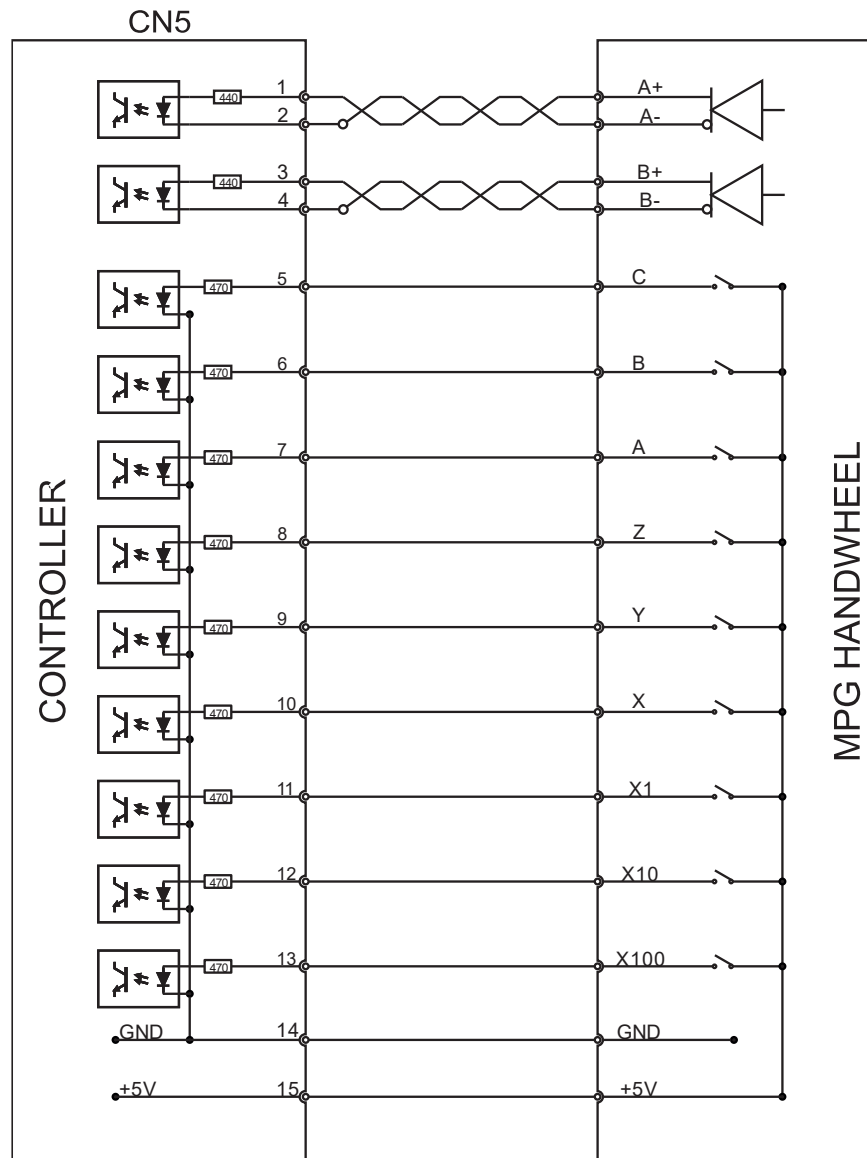 CN5
440 1 A+
2 A-
440 3 B+
4 B-
470 5 C
470 6 B
470 7 A
470 8 Z
470 9 Y
470 10 X
470 11 X1
470 12 X10
470 13 X100
GND 14 GND
+5V 15 +5V
CONTROLLER
MPG HANDWHEEL